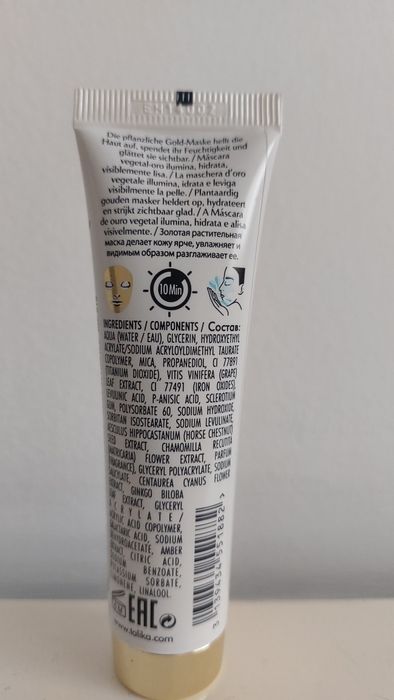 Die pflanzliche Gold-Maske hellt die
Haut auf, spendet ihr Feuchtigkeit und
glättet sie sichtbar. / Máscara
vegetal-oro ilumina, hidrata,
visiblemente lisa. / La maschera d'oro
vegetale illumina, idrata e leviga
visibilmente la pelle. / Plantaardig
gouden masker heldert op, hydrateert
en strijkt zichtbaar glad. / A Máscara
de ouro vegetal ilumina, hidrata e alisa
visivelmente. / Золотая растительная
маска делает кожу ярче, увлажняет и
видимым образом разглаживает ее.
10 Min
INGREDIENTS / COMPONENTS / Состав:
AQUA (WATER / EAU), GLYCERIN, HYDROXYETHYL
ACRYLATE/SODIUM ACRYLOYLDIMETHYL TAURATE
COPOLYMER, MICA, PROPANEDIOL, CI 77891
(TITANIUM DIOXIDE), VITIS VINIFERA (GRAPE)
LEAF EXTRACT, CI 77491 (IRON OXIDES),
LEVULINIC ACID, P-ANISIC ACID, SCLEROTIUM
GUM, POLYSORBATE 60, SODIUM HYDROXIDE,
SORBITAN ISOSTEARATE, SODIUM LEVULINATE,
AESCULUS HIPPOCASTANUM (HORSE CHESTNUT)
SEED EXTRACT, CHAMOMILLA RECUTITA
(MATRICARIA) FLOWER EXTRACT, PARFUM
(FRAGRANCE), GLYCERYL POLYACRYLATE, SODIUM
SALICYLATE, CENTAUREA CYANUS FLOWER
EXTRACT, GINKGO BILOBA
LEAF EXTRACT, GLYCERYL
ACRYLATE/
ACRYLIC ACID COPOLYMER,
ACID, SODIUM
AMBER
EXTRACT, CITRIC ACID,
BENZOATE,
POTASSIUM SORBATE,
LINALOOL.
3 139434 551882
EAC
www.talika.com